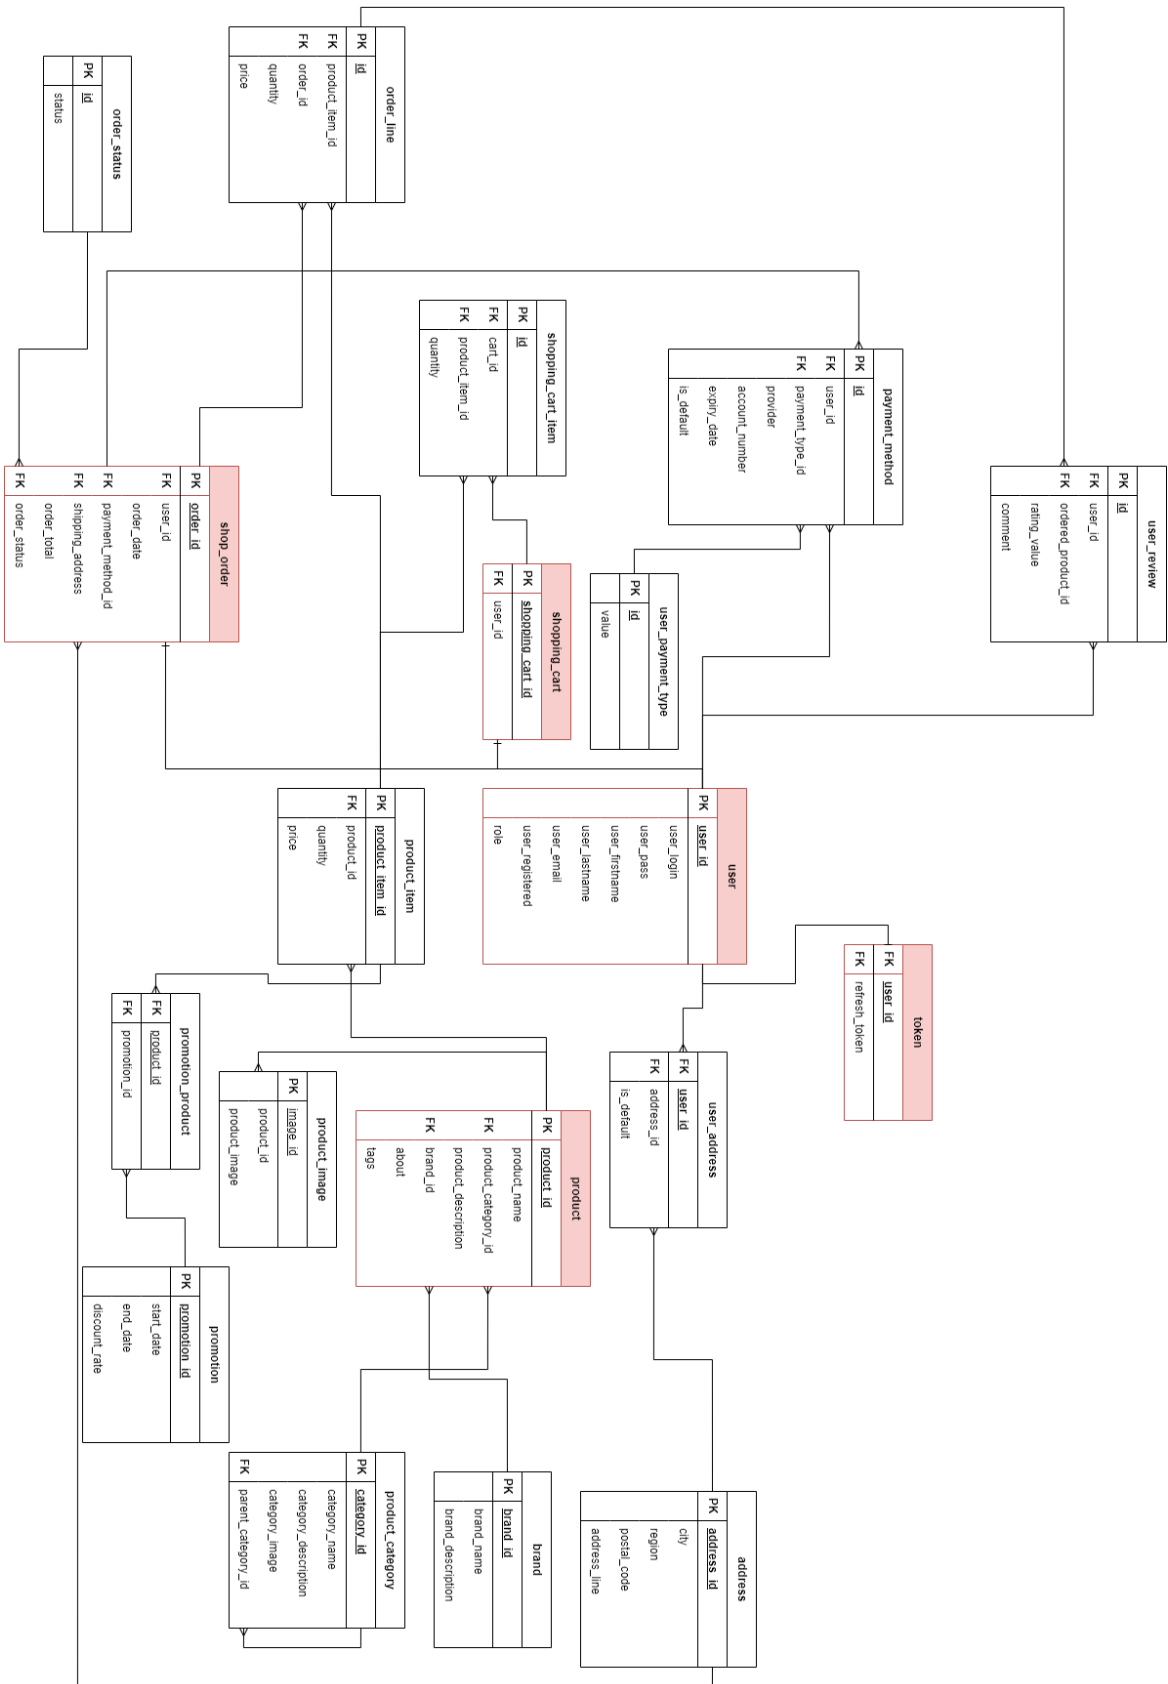 user_review
PK id
FK user_id
FK ordered_product_id
rating_value
comment
token
FK user_id
FK refresh_token
payment_method
PK id
FK user_id
FK payment_type_id
provider
account_number
expiry_date
is_default
user
PK user_id
user_login
user_pass
user_firstname
user_lastname
user_email
user_registered
role
user_address
FK user_id
FK address_id
is_default
address
PK address_id
city
region
postal_code
address_line
user_payment_type
PK id
value
shopping_cart_item
PK id
FK cart_id
FK product_item_id
quantity
shopping_cart
PK shopping_cart_id
FK user_id
product
PK product_id
product_name
FK product_category_id
product_description
FK brand_id
about
tags
brand
PK brand_id
brand_name
brand_description
order_line
PK id
FK product_item_id
FK order_id
quantity
price
product_item
PK product_item_id
FK product_id
quantity
price
product_image
PK image_id
product_id
product_image
product_category
PK category_id
category_name
category_description
category_image
FK parent_category_id
order_status
PK id
status
shop_order
PK order_id
FK user_id
order_date
FK payment_method_id
FK shipping_address
order_total
FK order_status
promotion_product
FK product_id
FK promotion_id
promotion
PK promotion_id
start_date
end_date
discount_rate